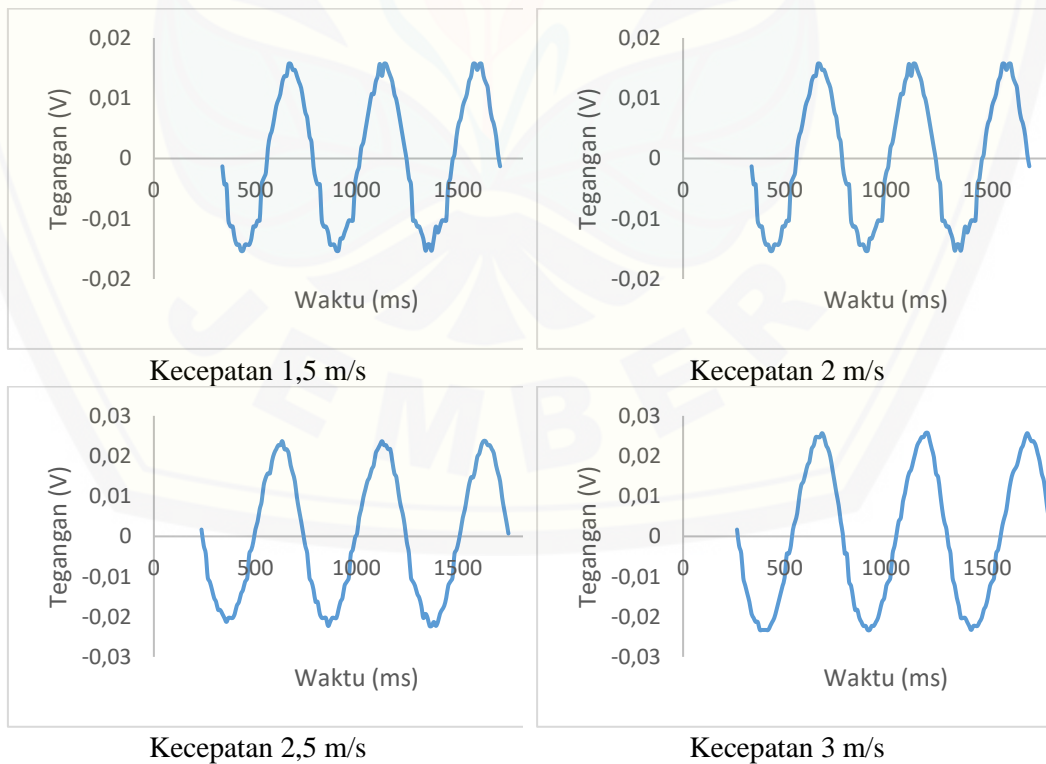 0,02
0,01
0
-0,01
-0,02
Tegangan (V)
0 500 1000 1500
Waktu (ms)
Kecepatan 1,5 m/s
0,02
0,01
0
-0,01
-0,02
Tegangan (V)
0 500 1000 1500
Waktu (ms)
Kecepatan 2 m/s
0,03
0,02
0,01
0
-0,01
-0,02
-0,03
Tegangan (V)
0 500 1000 1500
Waktu (ms)
Kecepatan 2,5 m/s
0,03
0,02
0,01
0
-0,01
-0,02
-0,03
Tegangan (V)
0 500 1000 1500
Waktu (ms)
Kecepatan 3 m/s
JEMBER